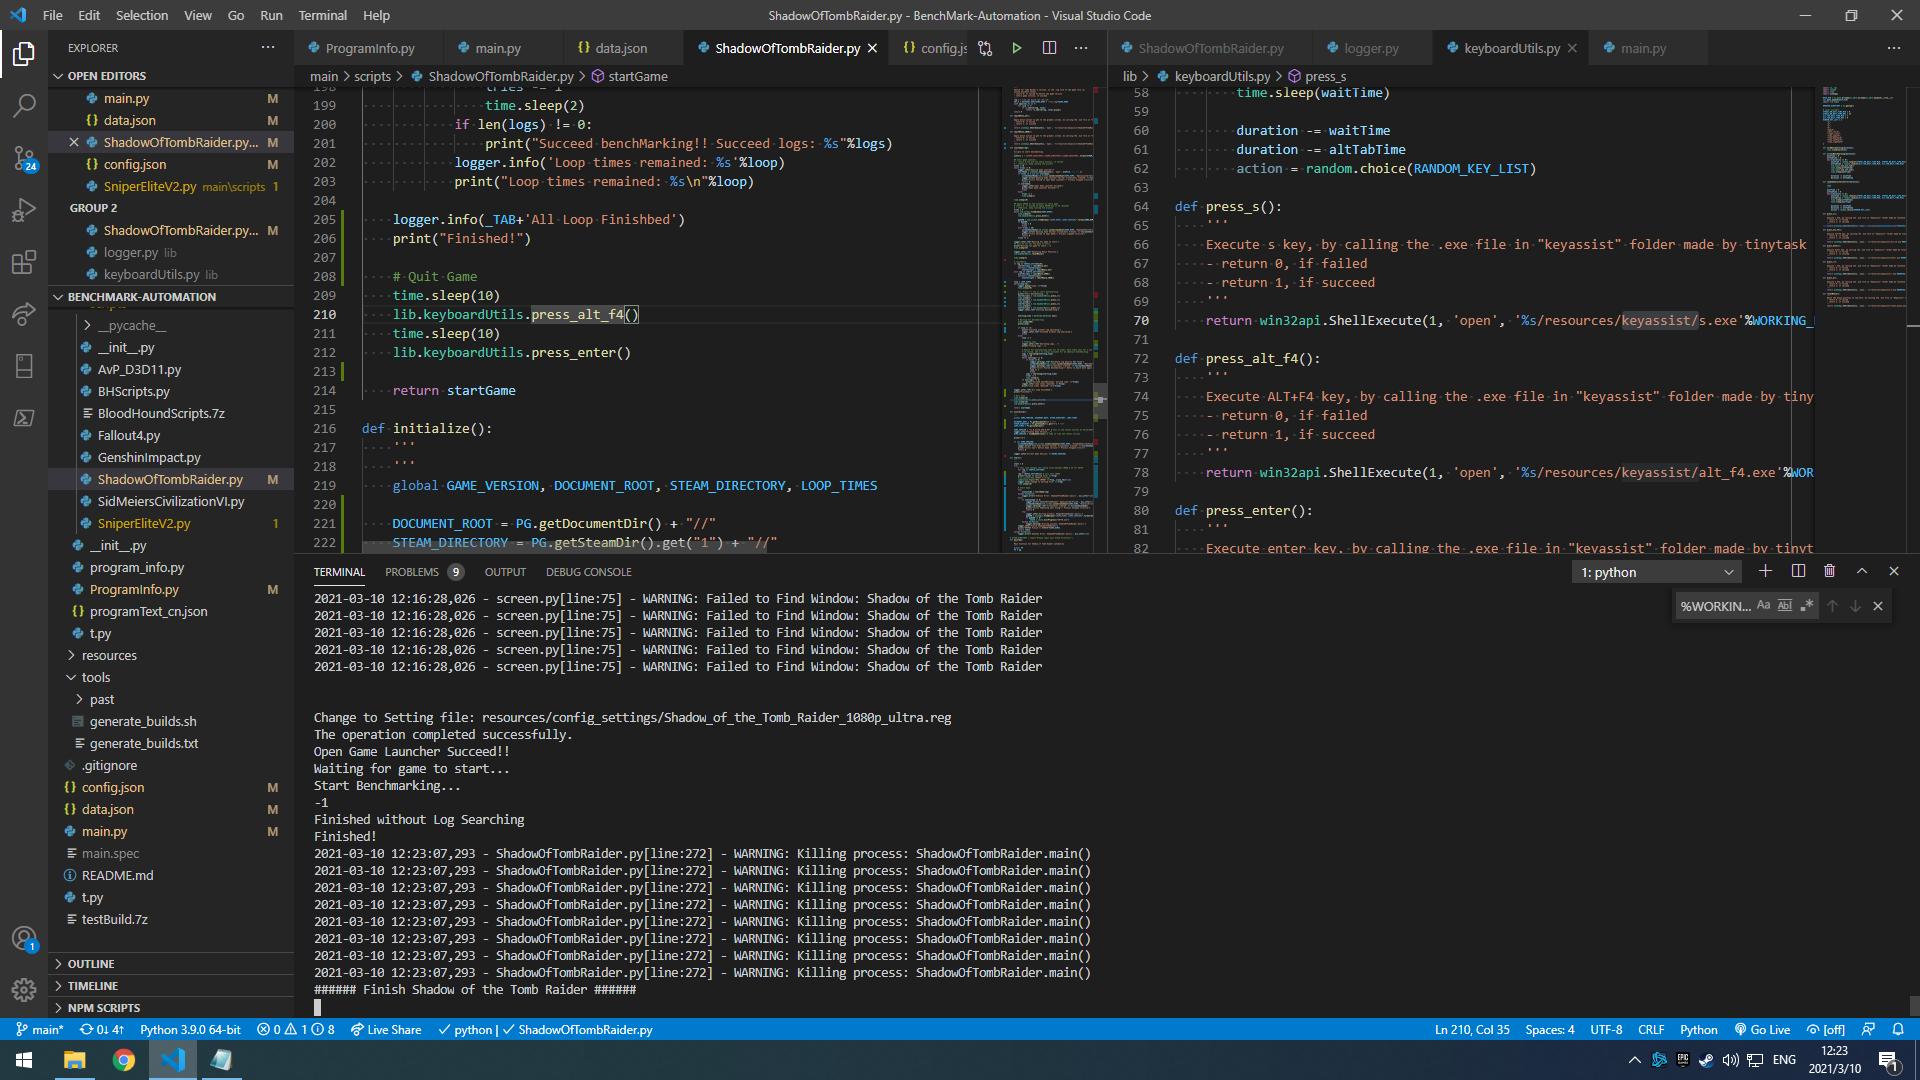 File Edit Selection View Go Run Terminal Help
ShadowOfTombRaider.py - BenchMark-Automation - Visual Studio Code
EXPLORER
OPEN EDITORS
main.py M
data.json M
ShadowOfTombRaider.py... M
config.json M
SniperEliteV2.py main\scripts 1
GROUP 2
ShadowOfTombRaider.py... M
logger.py lib
keyboardUtils.py lib
BENCHMARK-AUTOMATION
__pycache__
__init__.py
AvP_D3D11.py
BHScripts.py
BloodHoundScripts.7z
Fallout4.py
GenshinImpact.py
ShadowOfTombRaider.py M
SidMeiersCivilizationVI.py
SniperEliteV2.py 1
__init__.py
program_info.py
ProgramInfo.py M
programText_cn.json
t.py
resources
tools
past
generate_builds.sh
generate_builds.txt
.gitignore
config.json M
data.json M
main.py M
main.spec
README.md
t.py
testBuild.7z
OUTLINE
TIMELINE
NPM SCRIPTS
24
1
ProgramInfo.py main.py data.json ShadowOfTombRaider.py config.js
main > scripts > ShadowOfTombRaider.py > startGame
198 tries -= 1
199 time.sleep(2)
200 if len(logs) != 0:
201 print("Succeed benchMarking!! Succeed logs: %s"%logs)
202 logger.info('Loop times remained: %s'%loop)
203 print("Loop times remained: %s\n"%loop)
204
205 logger.info(_TAB+'All Loop Finishbed')
206 print("Finished!")
207
208 # Quit Game
209 time.sleep(10)
210 lib.keyboardUtils.press_alt_f4()
211 time.sleep(10)
212 lib.keyboardUtils.press_enter()
213
214 return startGame
215
216 def initialize():
217 '''
218 '''
219 global GAME_VERSION, DOCUMENT_ROOT, STEAM_DIRECTORY, LOOP_TIMES
220
221 DOCUMENT_ROOT = PG.getDocumentDir() + "//"
222 STEAM_DIRECTORY = PG.getSteamDir().get("1") + "//"
ShadowOfTombRaider.py logger.py keyboardUtils.py main.py
lib > keyboardUtils.py > press_s
58 time.sleep(waitTime)
59
60 duration -= waitTime
61 duration -= altTabTime
62 action = random.choice(RANDOM_KEY_LIST)
63
64 def press_s():
65 '''
66 Execute s key, by calling the .exe file in "keyassist" folder made by tinytask
67 - return 0, if failed
68 - return 1, if succeed
69 '''
70 return win32api.ShellExecute(1, 'open', '%s/resources/keyassist/s.exe'%WORKING_
71
72 def press_alt_f4():
73 '''
74 Execute ALT+F4 key, by calling the .exe file in "keyassist" folder made by tiny
75 - return 0, if failed
76 - return 1, if succeed
77 '''
78 return win32api.ShellExecute(1, 'open', '%s/resources/keyassist/alt_f4.exe'%WOR
79
80 def press_enter():
81 '''
82 Execute enter key, by calling the .exe file in "keyassist" folder made by tinyt
TERMINAL PROBLEMS 9 OUTPUT DEBUG CONSOLE
1: python
%WORKIN... Aa Abl .*
2021-03-10 12:16:28,026 - screen.py[line:75] - WARNING: Failed to Find Window: Shadow of the Tomb Raider
2021-03-10 12:16:28,026 - screen.py[line:75] - WARNING: Failed to Find Window: Shadow of the Tomb Raider
2021-03-10 12:16:28,026 - screen.py[line:75] - WARNING: Failed to Find Window: Shadow of the Tomb Raider
2021-03-10 12:16:28,026 - screen.py[line:75] - WARNING: Failed to Find Window: Shadow of the Tomb Raider
2021-03-10 12:16:28,026 - screen.py[line:75] - WARNING: Failed to Find Window: Shadow of the Tomb Raider
Change to Setting file: resources/config_settings/Shadow_of_the_Tomb_Raider_1080p_ultra.reg
The operation completed successfully.
Open Game Launcher Succeed!!
Waiting for game to start...
Start Benchmarking...
-1
Finished without Log Searching
Finished!
2021-03-10 12:23:07,293 - ShadowOfTombRaider.py[line:272] - WARNING: Killing process: ShadowOfTombRaider.main()
2021-03-10 12:23:07,293 - ShadowOfTombRaider.py[line:272] - WARNING: Killing process: ShadowOfTombRaider.main()
2021-03-10 12:23:07,293 - ShadowOfTombRaider.py[line:272] - WARNING: Killing process: ShadowOfTombRaider.main()
2021-03-10 12:23:07,293 - ShadowOfTombRaider.py[line:272] - WARNING: Killing process: ShadowOfTombRaider.main()
2021-03-10 12:23:07,293 - ShadowOfTombRaider.py[line:272] - WARNING: Killing process: ShadowOfTombRaider.main()
2021-03-10 12:23:07,293 - ShadowOfTombRaider.py[line:272] - WARNING: Killing process: ShadowOfTombRaider.main()
2021-03-10 12:23:07,293 - ShadowOfTombRaider.py[line:272] - WARNING: Killing process: ShadowOfTombRaider.main()
2021-03-10 12:23:07,293 - ShadowOfTombRaider.py[line:272] - WARNING: Killing process: ShadowOfTombRaider.main()
###### Finish Shadow of the Tomb Raider ######
main* 0↓ 4↑ Python 3.9.0 64-bit 0 1 8 Live Share python | ShadowOfTombRaider.py
Ln 210, Col 35 Spaces: 4 UTF-8 CRLF Python Go Live [off]
ENG
12:23
2021/3/10
1